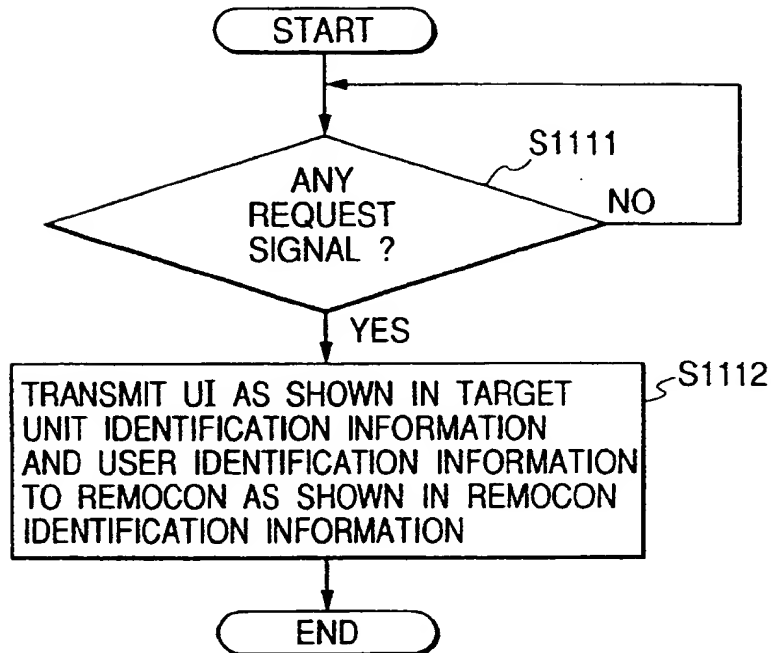 START
S1111
ANY
REQUEST
SIGNAL ?
NO
YES
S1112
TRANSMIT UI AS SHOWN IN TARGET
UNIT IDENTIFICATION INFORMATION
AND USER IDENTIFICATION INFORMATION
TO REMOCON AS SHOWN IN REMOCON
IDENTIFICATION INFORMATION
END